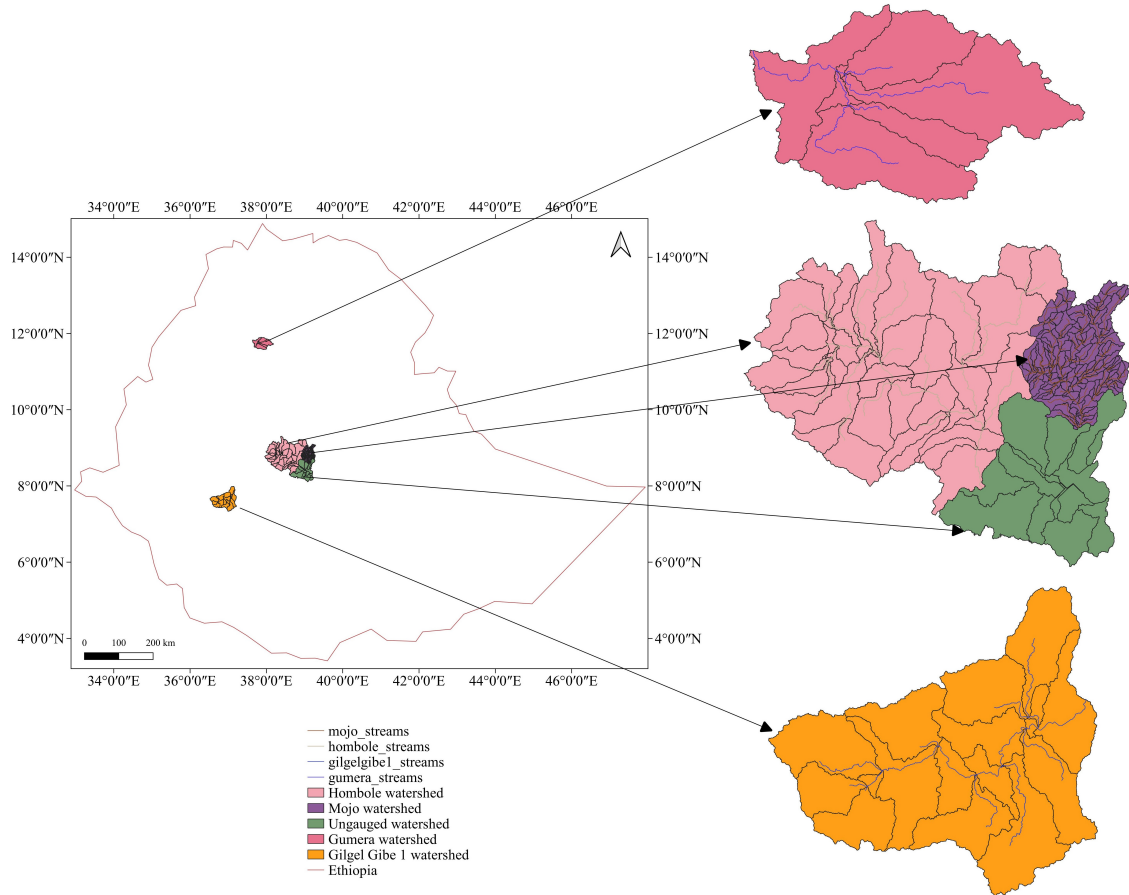 34°0′0″E 36°0′0″E 38°0′0″E 40°0′0″E 42°0′0″E 44°0′0″E 46°0′0″E
14°0′0″N 14°0′0″N
12°0′0″N 12°0′0″N
10°0′0″N 10°0′0″N
8°0′0″N 8°0′0″N
6°0′0″N 6°0′0″N
4°0′0″N 4°0′0″N
0 100 200 km
34°0′0″E 36°0′0″E 38°0′0″E 40°0′0″E 42°0′0″E 44°0′0″E 46°0′0″E
mojo_streams
hombole_streams
gilgelgibe1_streams
gumera_streams
Hombole watershed
Mojo watershed
Ungauged watershed
Gumera watershed
Gilgel Gibe 1 watershed
Ethiopia